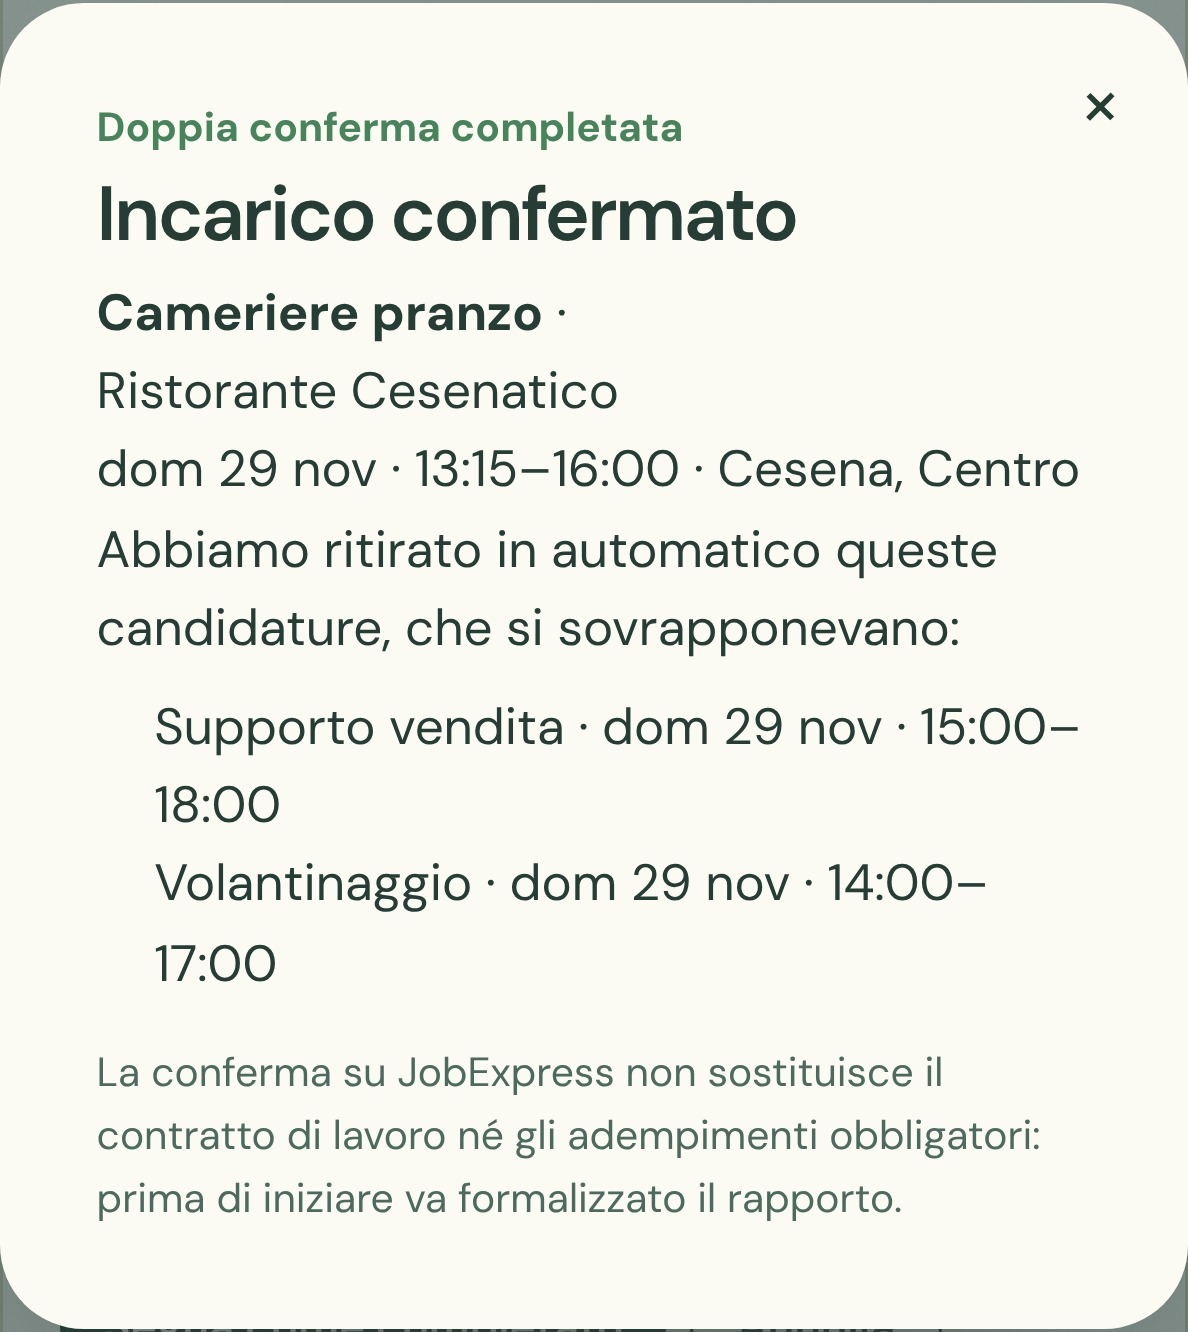 Doppia conferma completata
×
Incarico confermato
Cameriere pranzo ·
Ristorante Cesenatico
dom 29 nov · 13:15–16:00 · Cesena, Centro
Abbiamo ritirato in automatico queste
candidature, che si sovrapponevano:
Supporto vendita · dom 29 nov · 15:00–
18:00
Volantinaggio · dom 29 nov · 14:00–
17:00
La conferma su JobExpress non sostituisce il
contratto di lavoro né gli adempimenti obbligatori:
prima di iniziare va formalizzato il rapporto.